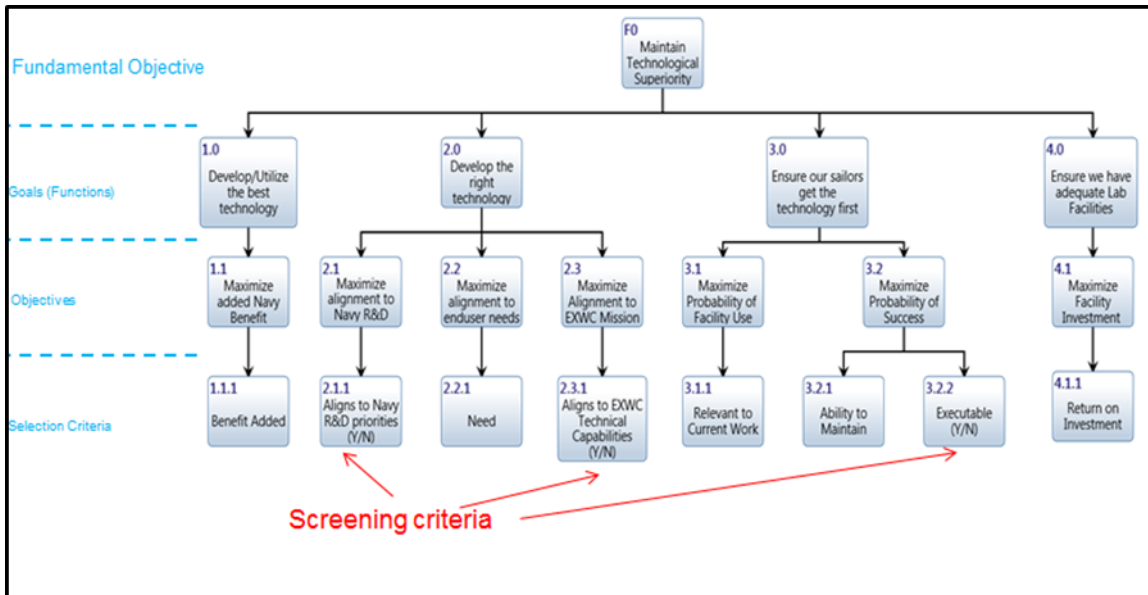 F0
Maintain
Technological
Superiority
Fundamental Objective
1.0
Develop/Utilize
the best
technology
2.0
Develop the
right
technology
3.0
Ensure our sailors
get the
technology first
4.0
Ensure we have
adequate Lab
Facilities
Goals (Functions)
1.1
Maximize
added Navy
Benefit
2.1
Maximize
alignment to
Navy R&D
2.2
Maximize
alignment to
enduser needs
2.3
Maximize
Alignment to
EXWC Mission
3.1
Maximize
Probability of
Facility Use
3.2
Maximize
Probability of
Success
4.1
Maximize
Facility
Investment
Objectives
1.1.1
Benefit Added
2.1.1
Aligns to Navy
R&D priorities
(Y/N)
2.2.1
Need
2.3.1
Aligns to EXWC
Technical
Capabilities
(Y/N)
3.1.1
Relevant to
Current Work
3.2.1
Ability to
Maintain
3.2.2
Executable
(Y/N)
4.1.1
Return on
Investment
Selection Criteria
Screening criteria